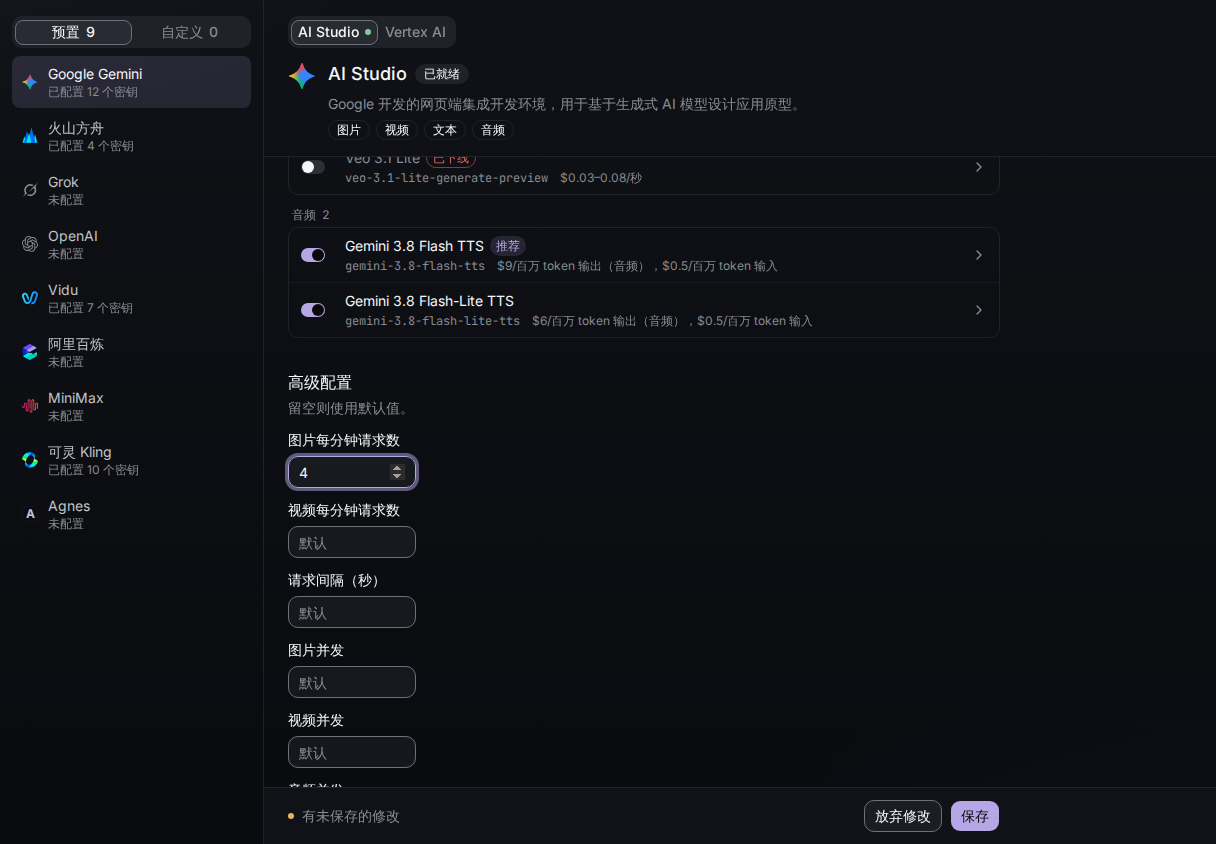 预置 9
自定义 0
Google Gemini
已配置 12 个密钥
火山方舟
已配置 4 个密钥
Grok
未配置
OpenAI
未配置
Vidu
已配置 7 个密钥
阿里百炼
未配置
MiniMax
未配置
可灵 Kling
已配置 10 个密钥
A
Agnes
未配置
AI Studio
Vertex AI
AI Studio 已就绪
Google 开发的网页端集成开发环境，用于基于生成式 AI 模型设计应用原型。
图片 视频 文本 音频
Veo 3.1 Lite 已下线
veo-3.1-lite-generate-preview $0.03–0.08/秒
音频 2
Gemini 3.8 Flash TTS 推荐
gemini-3.8-flash-tts $9/百万 token 输出（音频），$0.5/百万 token 输入
Gemini 3.8 Flash-Lite TTS
gemini-3.8-flash-lite-tts $6/百万 token 输出（音频），$0.5/百万 token 输入
高级配置
留空则使用默认值。
图片每分钟请求数
4
视频每分钟请求数
默认
请求间隔（秒）
默认
图片并发
默认
视频并发
默认
音频并发
有未保存的修改
放弃修改
保存